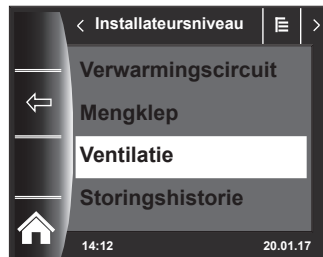 < Installateursniveau >
Verwarmingscircuit
Mengklep
Ventilatie
Storingshistorie
14:12 20.01.17